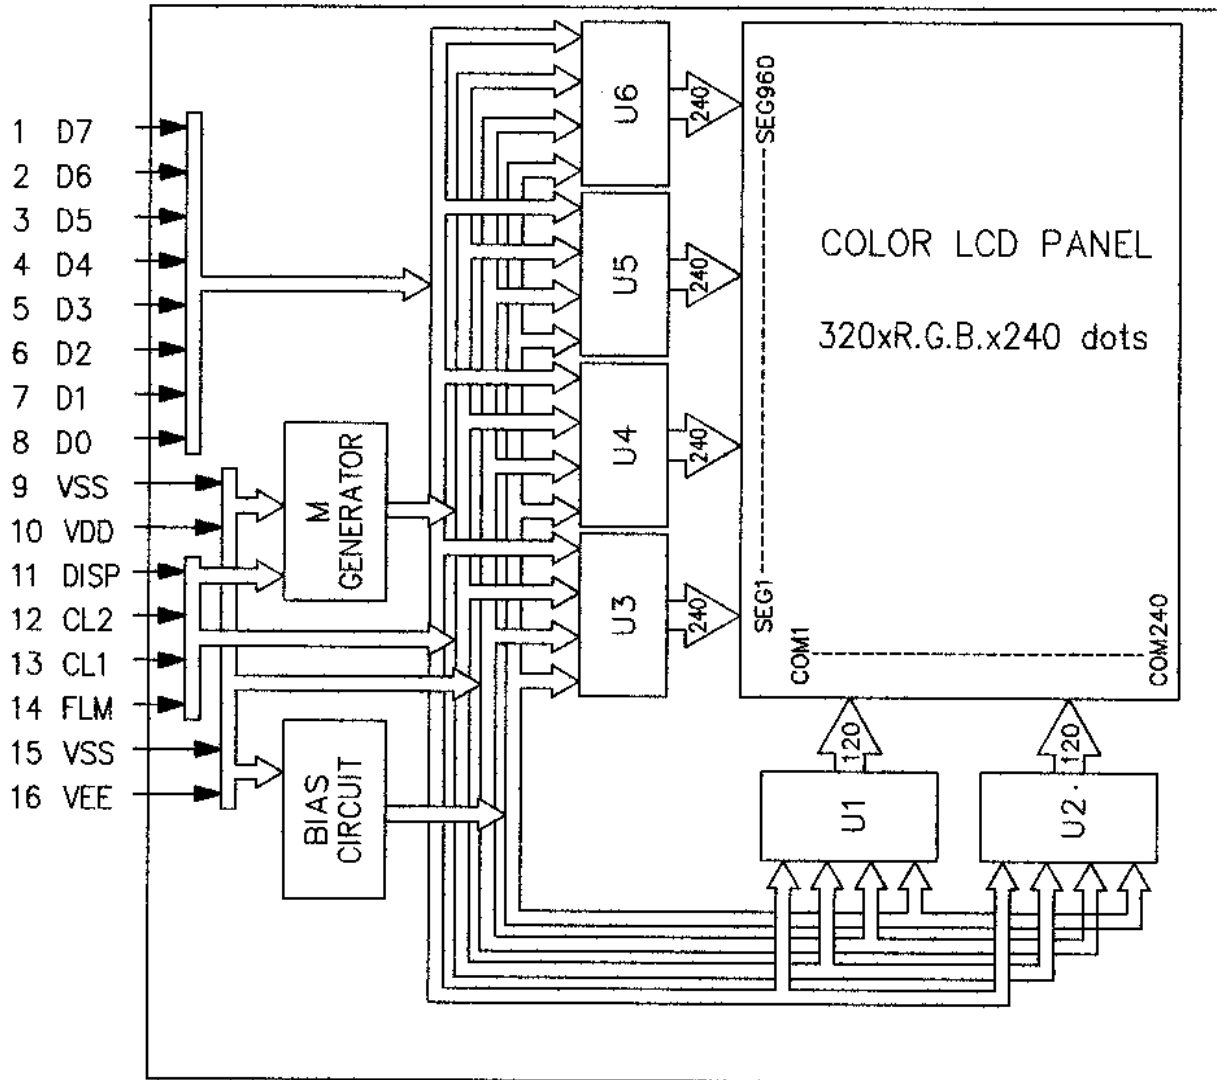 1 D7
2 D6
3 D5
4 D4
5 D3
6 D2
7 D1
8 D0
9 VSS
10 VDD
11 DISP
12 CL2
13 CL1
14 FLM
15 VSS
16 VEE
M
GENERATOR
BIAS
CIRCUIT
U6
U5
U4
U3
240
240
240
240
SEG960
SEG1
COLOR LCD PANEL
320xR.G.B.x240 dots
COM1
COM240
120
120
U1
U2